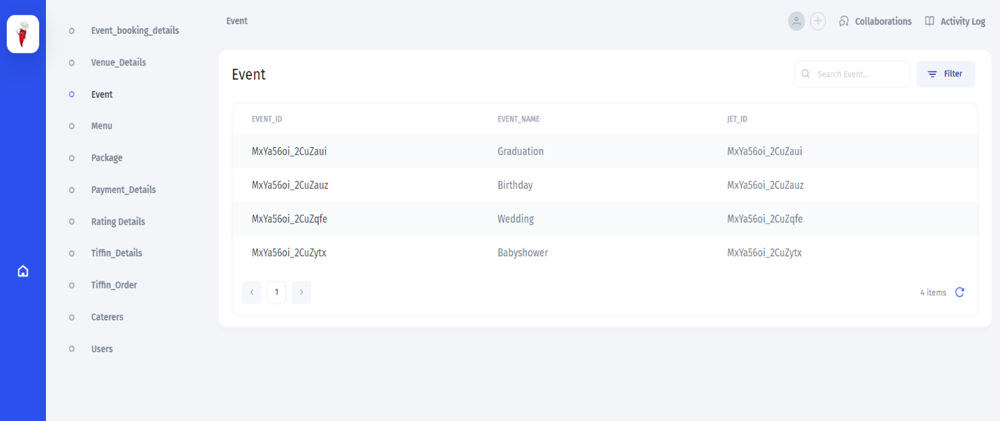 Event_booking_details
Venue_Details
Event
Menu
Package
Payment_Details
Rating Details
Tiffin_Details
Tiffin_Order
Caterers
Users
Event
Collaborations
Activity Log
Event
Search Event...
Filter
EVENT_ID EVENT_NAME JET_ID
MxYa56oi_2CuZaui Graduation MxYa56oi_2CuZaui
MxYa56oi_2CuZauz Birthday MxYa56oi_2CuZauz
MxYa56oi_2CuZqfe Wedding MxYa56oi_2CuZqfe
MxYa56oi_2CuZytx Babyshower MxYa56oi_2CuZytx
1
4 items